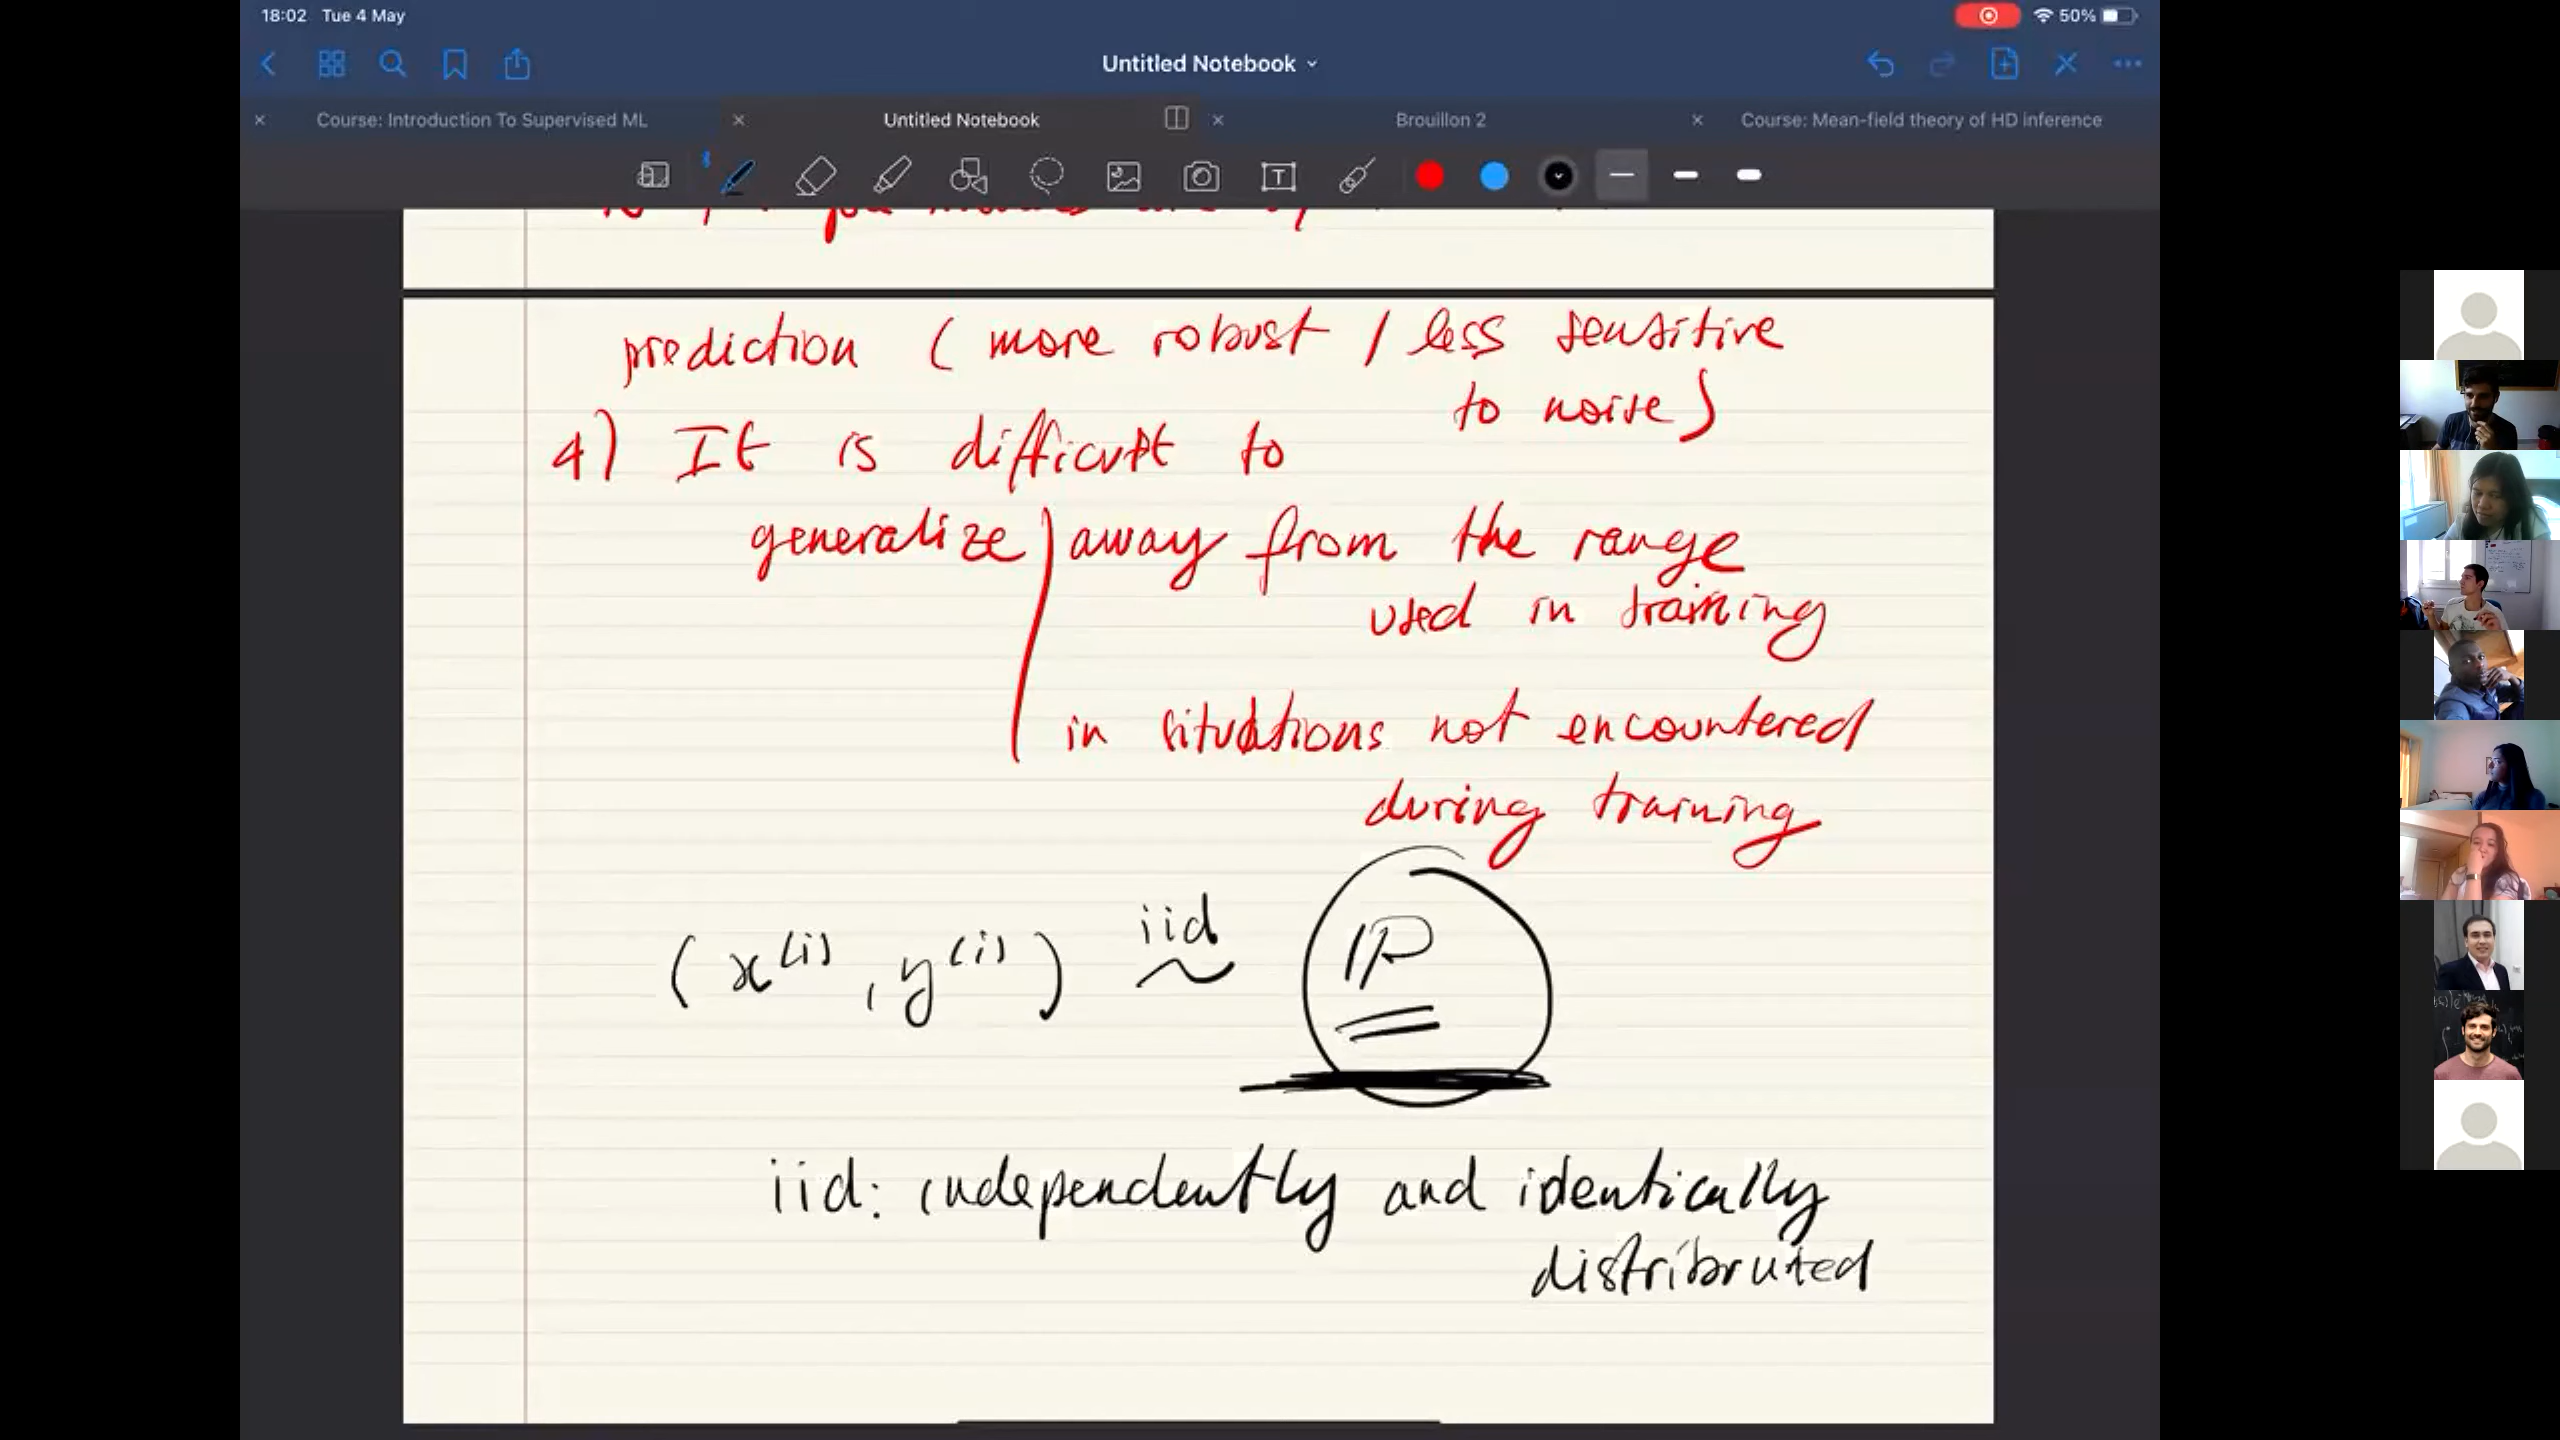 18:02 Tue 4 May
50%
Untitled Notebook
Course: Introduction To Supervised ML
Untitled Notebook
Brouillon 2
Course: Mean-field theory of HD inference
T
prediction ( more robust / less sensitive
to noise )
4) It is difficult to
generalize away from the range
used in training
in situations not encountered
during training
(x^(i), y^(i)) iid ~ IP
iid: independently and identically
distributed